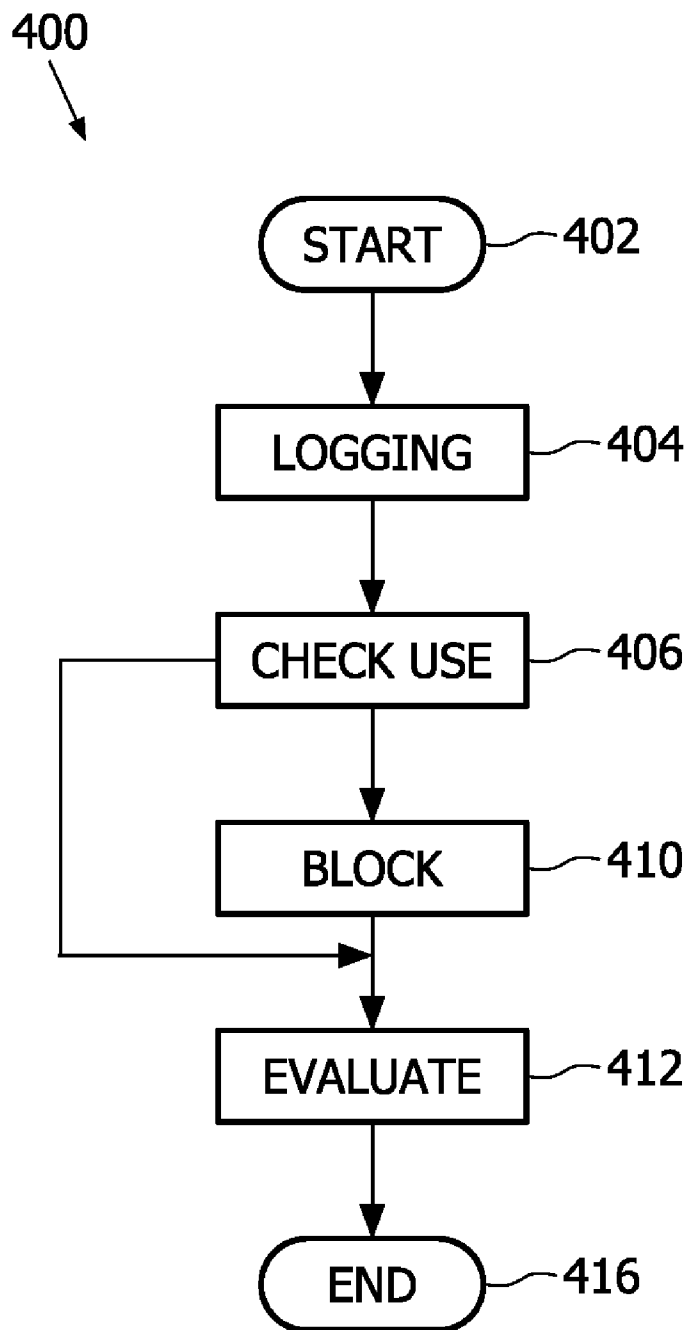 400
START
402
LOGGING
404
CHECK USE
406
BLOCK
410
EVALUATE
412
END
416